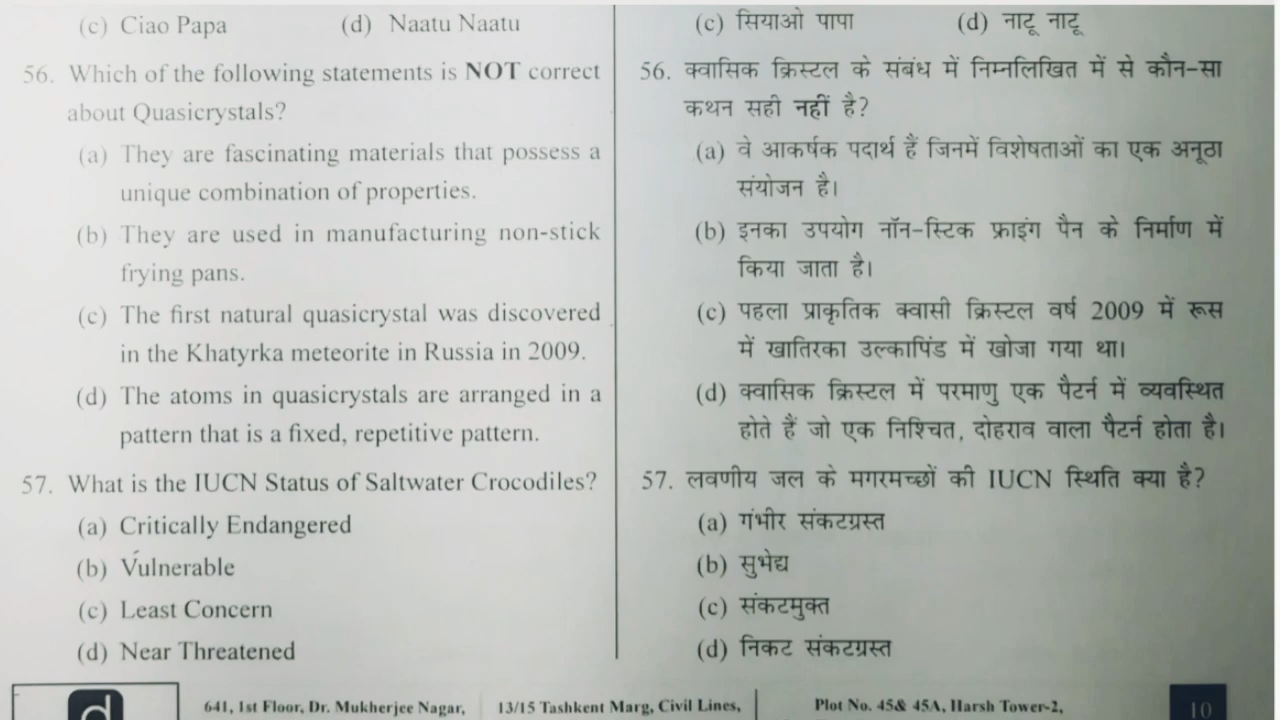 (c) Ciao Papa (d) Naatu Naatu
56. Which of the following statements is NOT correct
about Quasicrystals?
(a) They are fascinating materials that possess a
unique combination of properties.
(b) They are used in manufacturing non-stick
frying pans.
(c) The first natural quasicrystal was discovered
in the Khatyrka meteorite in Russia in 2009.
(d) The atoms in quasicrystals are arranged in a
pattern that is a fixed, repetitive pattern.
57. What is the IUCN Status of Saltwater Crocodiles?
(a) Critically Endangered
(b) Vulnerable
(c) Least Concern
(d) Near Threatened
(c) सियाओ पापा (d) नाटू नाटू
56. क्वासिक क्रिस्टल के संबंध में निम्नलिखित में से कौन-सा
कथन सही नहीं है?
(a) वे आकर्षक पदार्थ हैं जिनमें विशेषताओं का एक अनूठा
संयोजन है।
(b) इनका उपयोग नॉन-स्टिक फ्राइंग पैन के निर्माण में
किया जाता है।
(c) पहला प्राकृतिक क्वासी क्रिस्टल वर्ष 2009 में रूस
में खातिरका उल्कापिंड में खोजा गया था।
(d) क्वासिक क्रिस्टल में परमाणु एक पैटर्न में व्यवस्थित
होते हैं जो एक निश्चित, दोहराव वाला पैटर्न होता है।
57. लवणीय जल के मगरमच्छों की IUCN स्थिति क्या है?
(a) गंभीर संकटग्रस्त
(b) सुभेद्य
(c) संकटमुक्त
(d) निकट संकटग्रस्त
d
641, 1st Floor, Dr. Mukherjee Nagar,
13/15 Tashkent Marg, Civil Lines,
Plot No. 45& 45A, Harsh Tower-2,
10